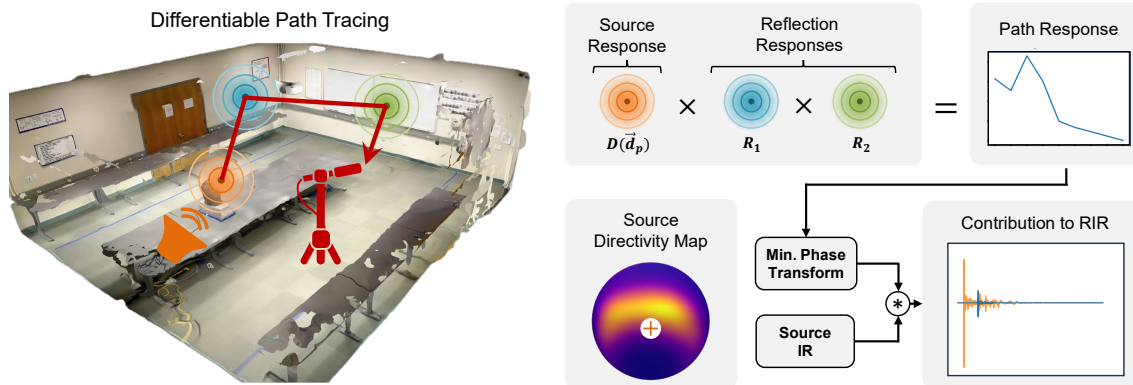 Differentiable Path Tracing
Source
Response
Reflection
Responses
Path Response
D(d⃗ₚ)
×
R₁
×
R₂
=
Source
Directivity Map
Min. Phase
Transform
Source
IR
*
Contribution to RIR